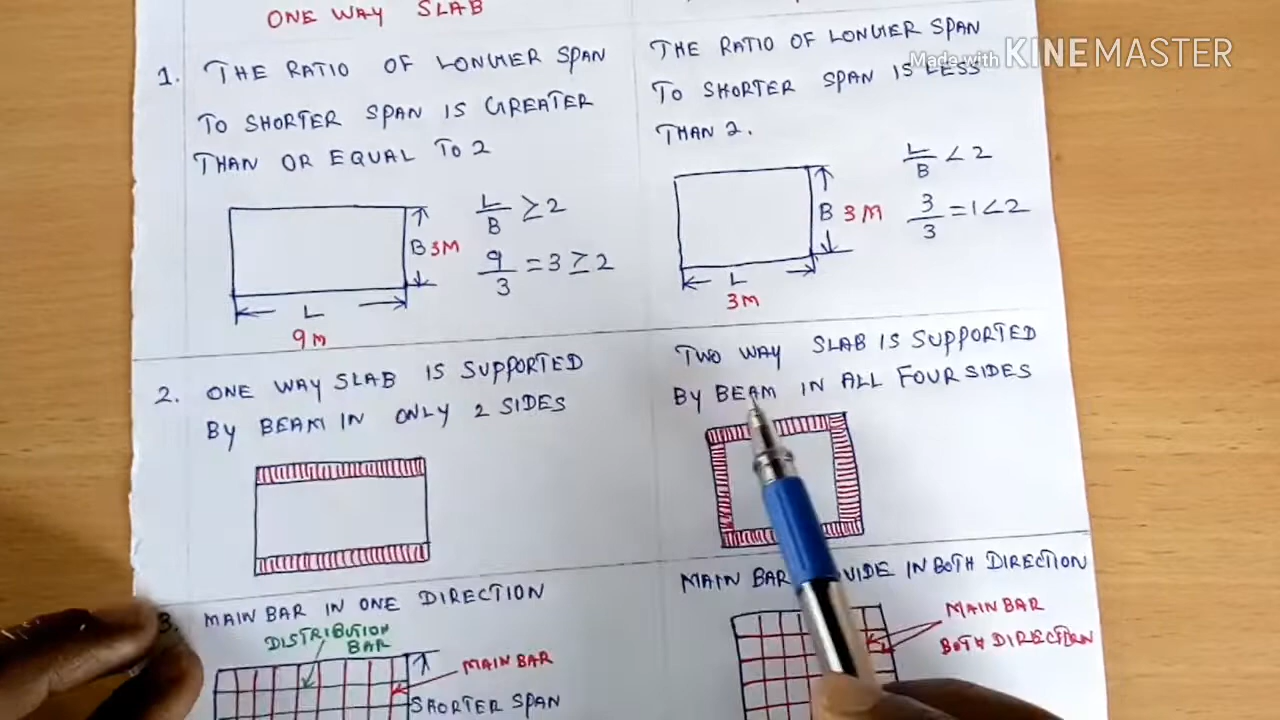 ONE WAY SLAB
1. THE RATIO OF LONGER SPAN
TO SHORTER SPAN IS GREATER
THAN OR EQUAL TO 2
L/B ≥ 2
B 3M
9/3 = 3 ≥ 2
L
9M
THE RATIO OF LONGER SPAN
TO SHORTER SPAN IS LESS
THAN 2.
L/B < 2
B 3M
3/3 = 1 < 2
L
3M
Made with KINEMASTER
2. ONE WAY SLAB IS SUPPORTED
BY BEAM IN ONLY 2 SIDES
TWO WAY SLAB IS SUPPORTED
BY BEAM IN ALL FOUR SIDES
3. MAIN BAR IN ONE DIRECTION
DISTRIBUTION
BAR
MAIN BAR
SHORTER SPAN
MAIN BAR IN BOTH DIRECTION
MAIN BAR
BOTH DIRECTION